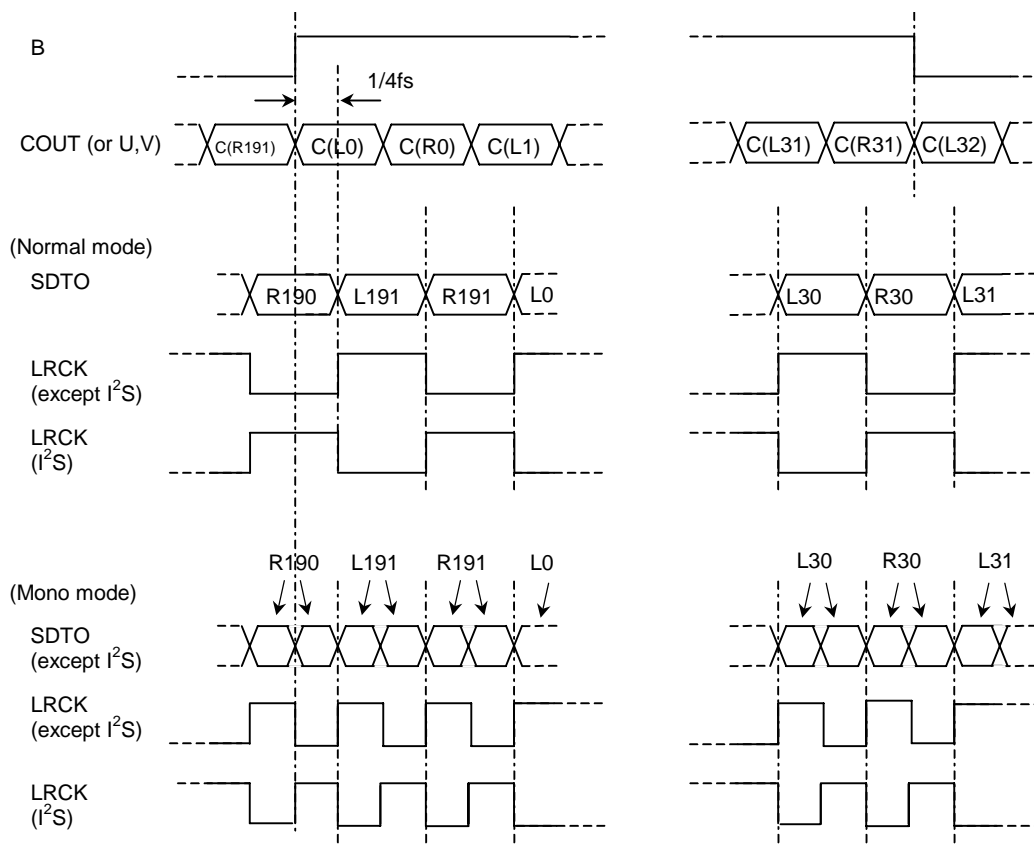 B
1/4fs
COUT (or U,V)
C(R191) C(L0) C(R0) C(L1) C(L31) C(R31) C(L32)
(Normal mode)
SDTO
R190 L191 R191 L0 L30 R30 L31
LRCK
(except I²S)
LRCK
(I²S)
R190 L191 R191 L0 L30 R30 L31
(Mono mode)
SDTO
(except I²S)
LRCK
(except I²S)
LRCK
(I²S)